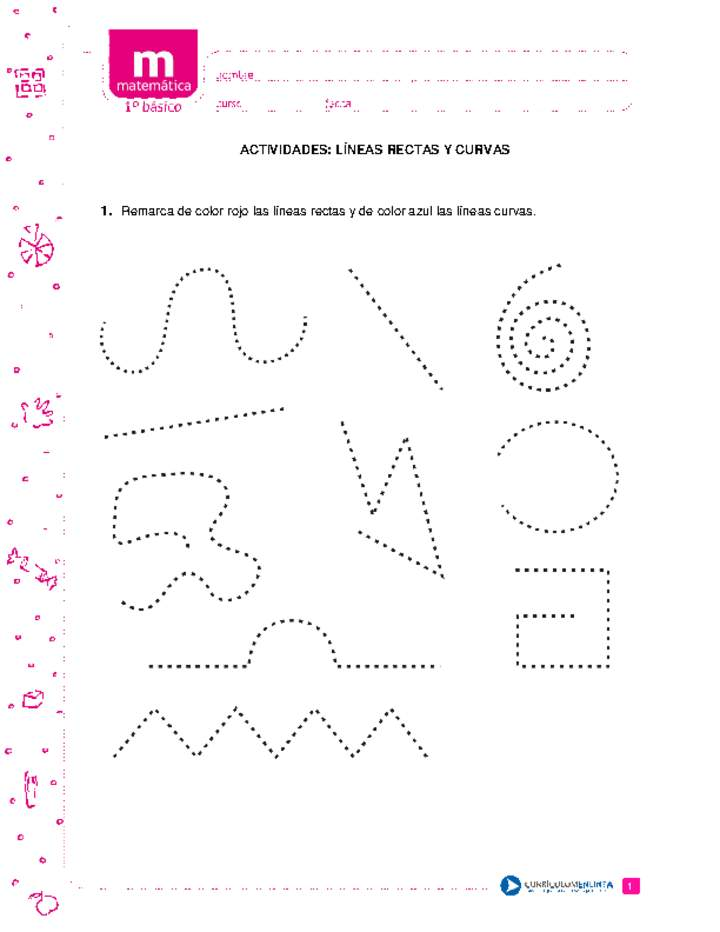 m
matemática
1º básico
nombre
curso fecha
ACTIVIDADES: LÍNEAS RECTAS Y CURVAS
1. Remarca de color rojo las líneas rectas y de color azul las líneas curvas.
CURRÍCULUMENLINEA
1